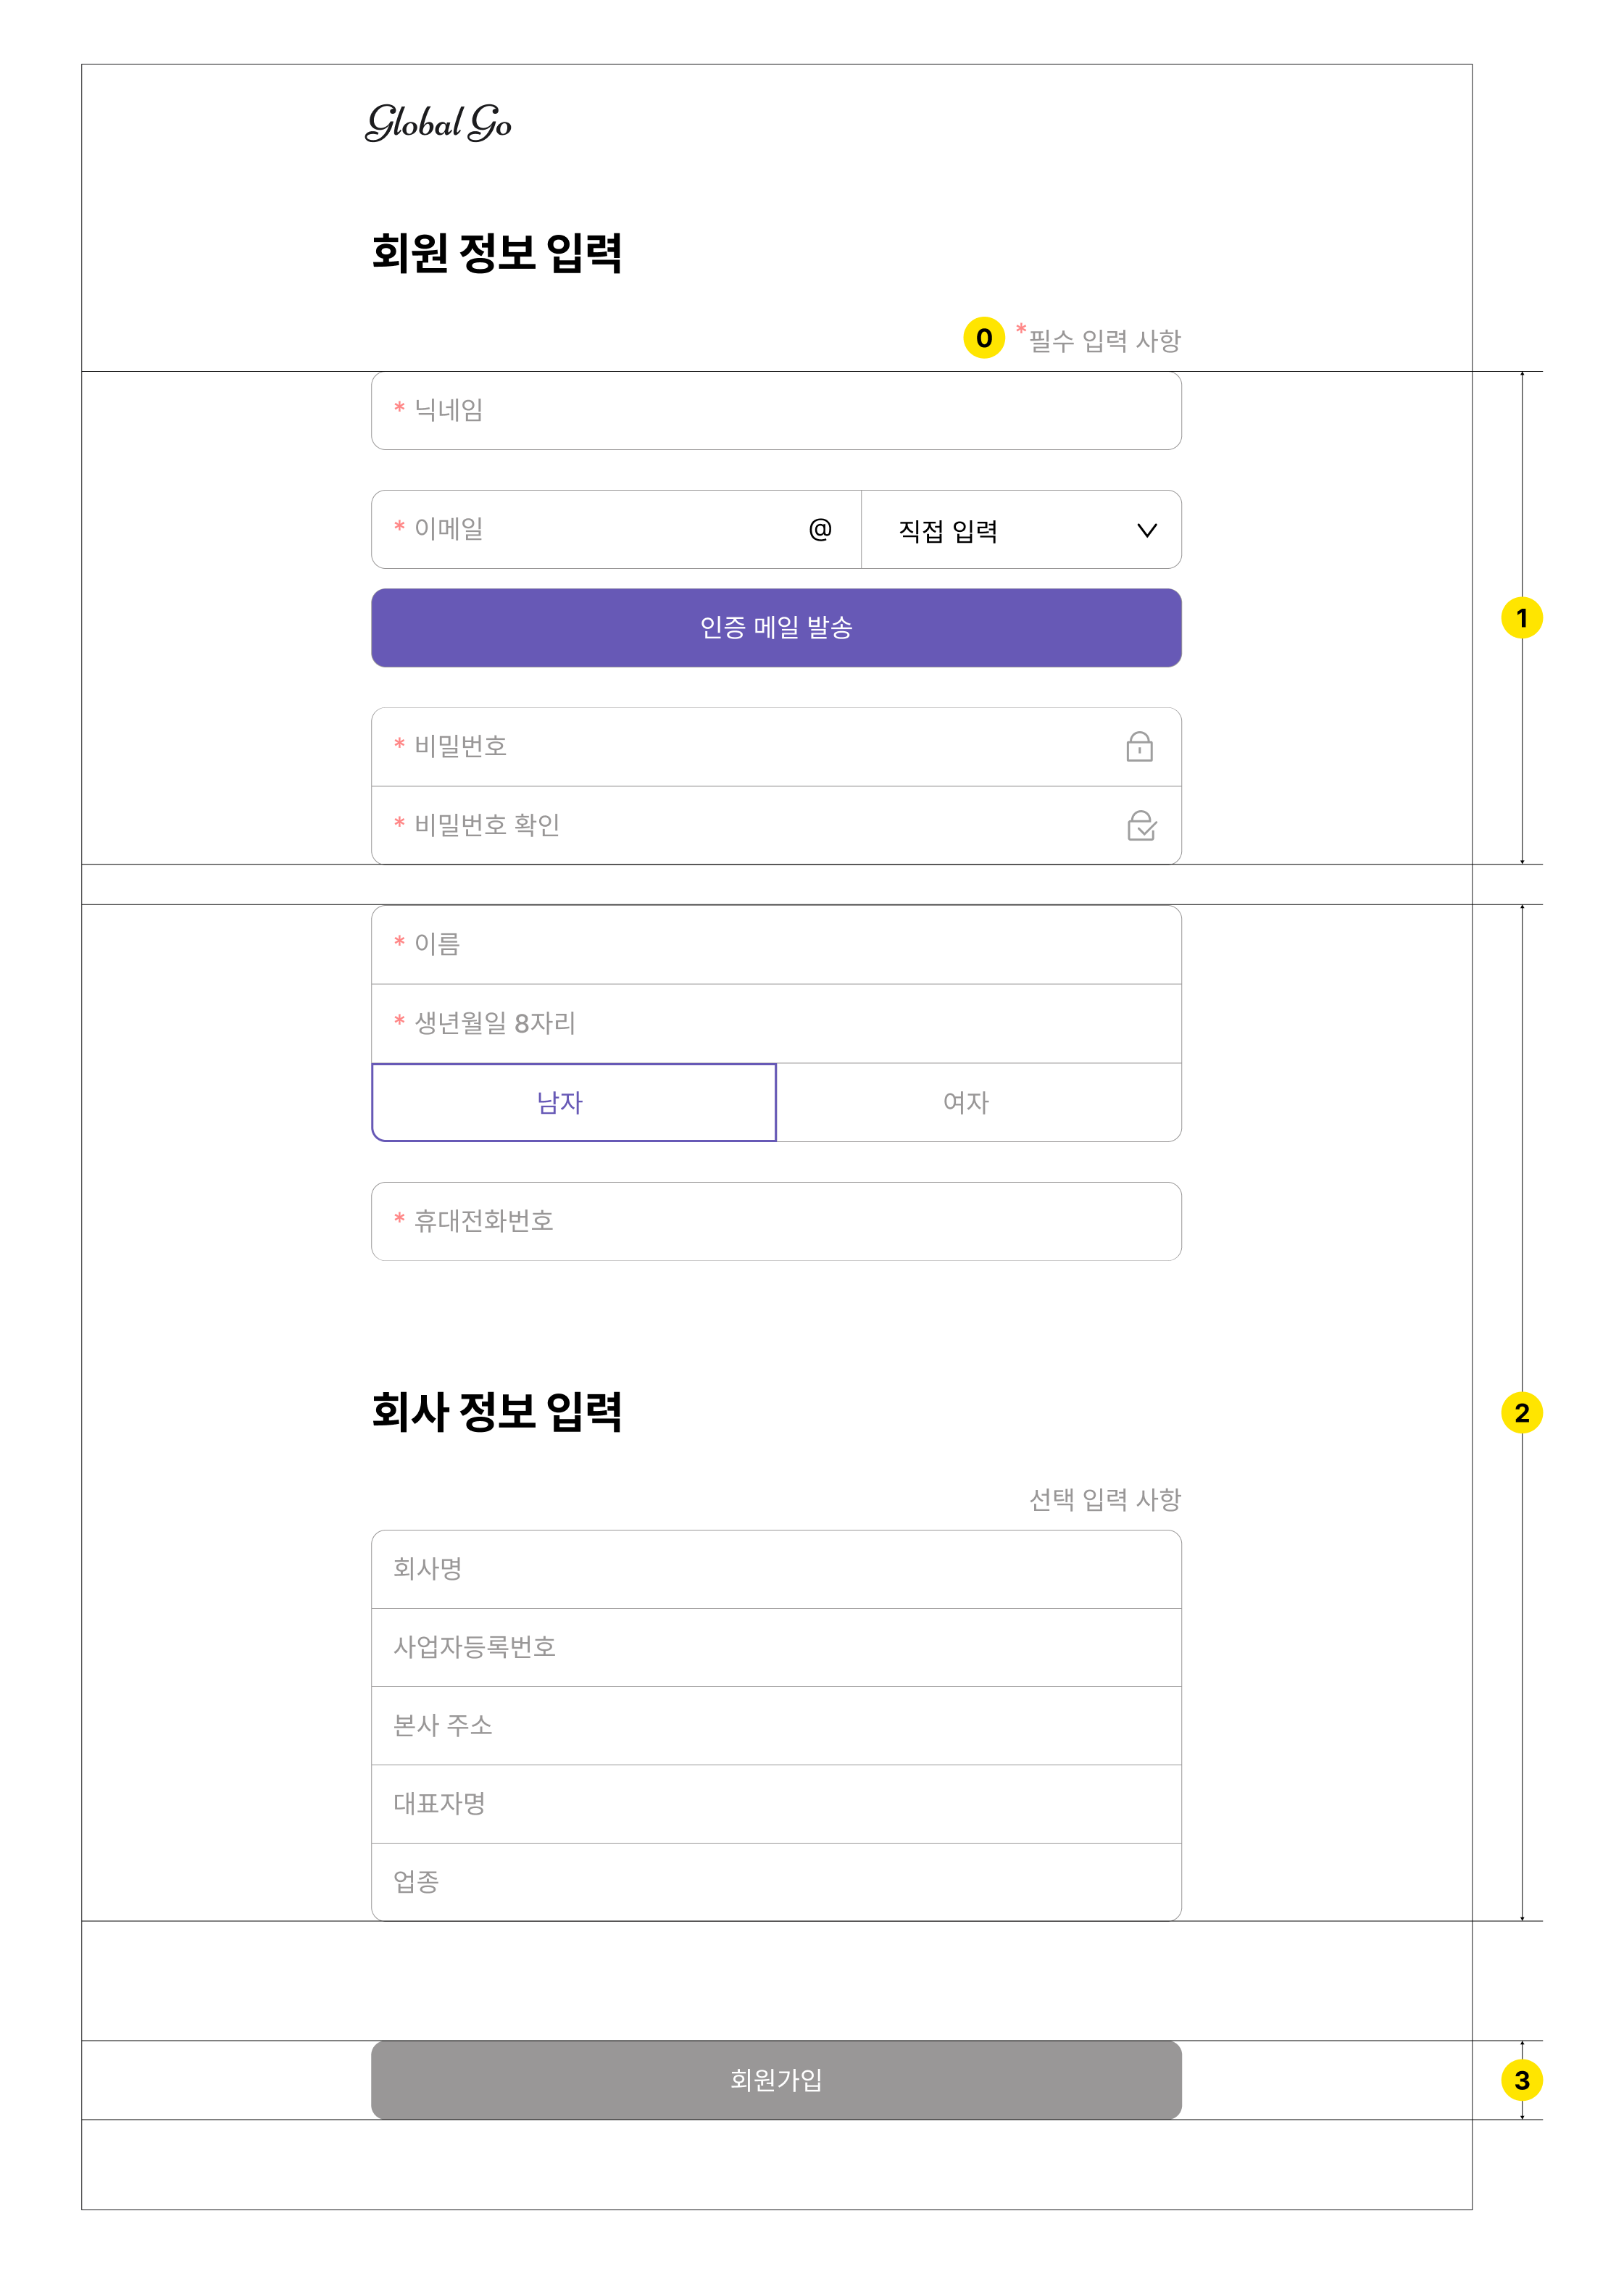 Global Go
회원 정보 입력
0 *필수 입력 사항
* 닉네임
* 이메일 @ 직접 입력
인증 메일 발송
1
* 비밀번호
* 비밀번호 확인
* 이름
* 생년월일 8자리
남자 여자
* 휴대전화번호
회사 정보 입력
2
선택 입력 사항
회사명
사업자등록번호
본사 주소
대표자명
업종
회원가입
3